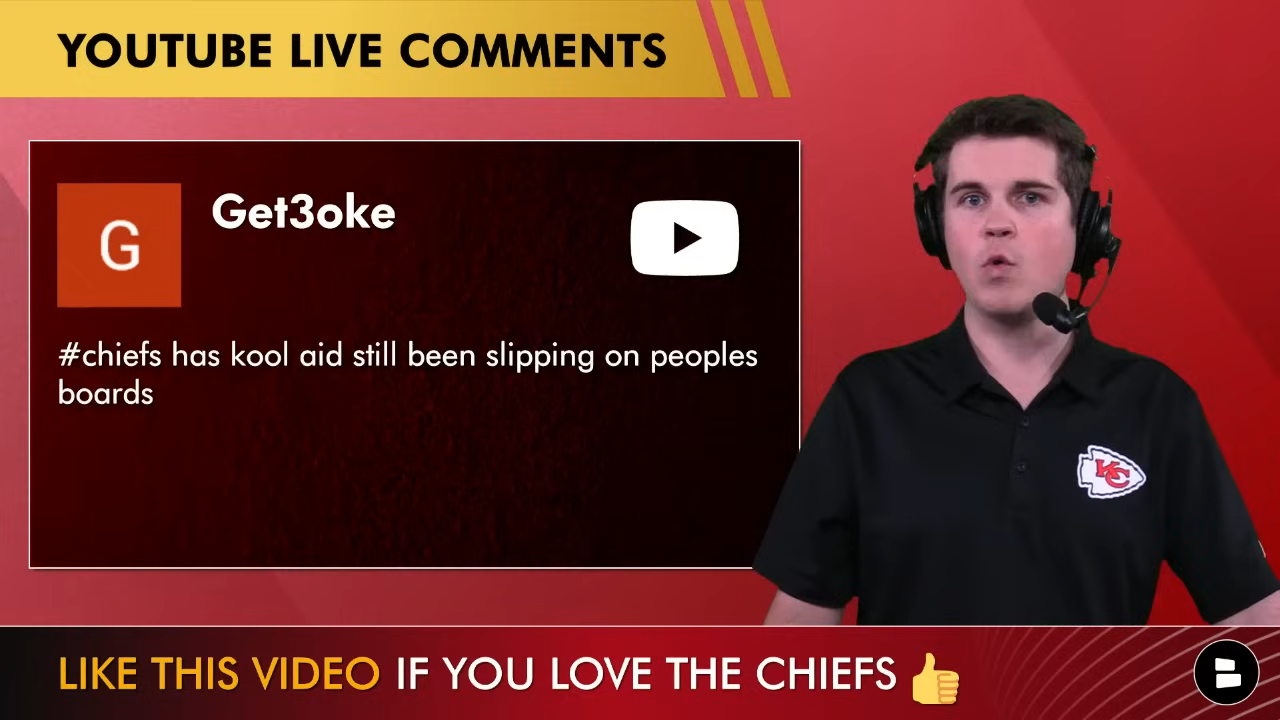 YOUTUBE LIVE COMMENTS
G
Get3oke
#chiefs has kool aid still been slipping on peoples
boards
KC
LIKE THIS VIDEO IF YOU LOVE THE CHIEFS 👍